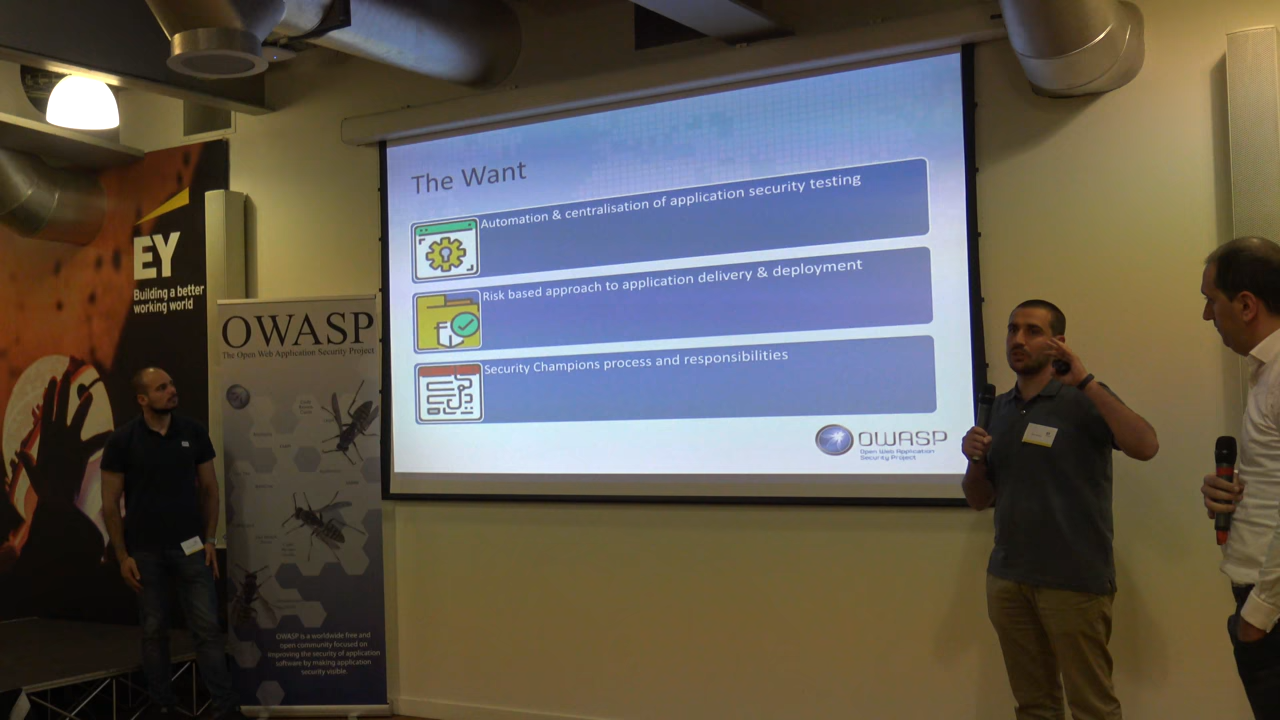 The Want
Automation & centralisation of application security testing
Risk based approach to application delivery & deployment
Security Champions process and responsibilities
OWASP
Open Web Application
Security Project
EY
Building a better
working world
OWASP
The Open Web Application Security Project
OWASP is a worldwide free and
open community focused on
improving the security of application
software by making application
security visible.